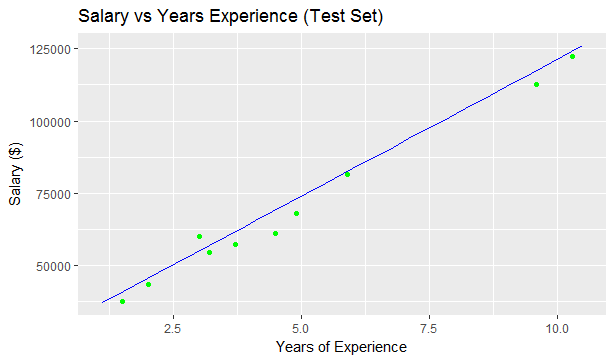 Salary vs Years Experience (Test Set)
125000
100000
75000
50000
Salary ($)
2.5 5.0 7.5 10.0
Years of Experience